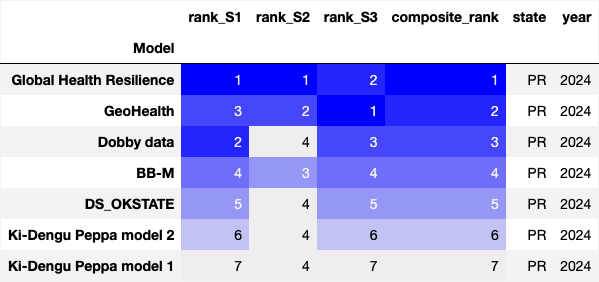 rank_S1 rank_S2 rank_S3 composite_rank state year
Model
Global Health Resilience 1 1 2 1 PR 2024
GeoHealth 3 2 1 2 PR 2024
Dobby data 2 4 3 3 PR 2024
BB-M 4 3 4 4 PR 2024
DS_OKSTATE 5 4 5 5 PR 2024
Ki-Dengu Peppa model 2 6 4 6 6 PR 2024
Ki-Dengu Peppa model 1 7 4 7 7 PR 2024